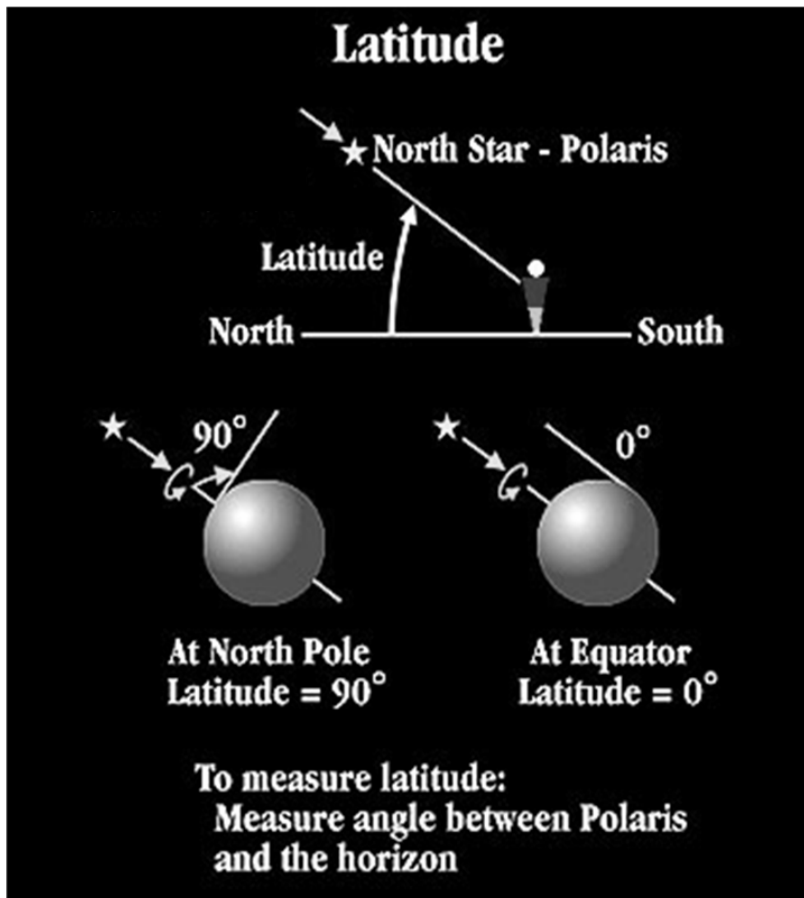 Latitude
North Star - Polaris
Latitude
North
South
90°
0°
At North Pole
Latitude = 90°
At Equator
Latitude = 0°
To measure latitude:
Measure angle between Polaris
and the horizon